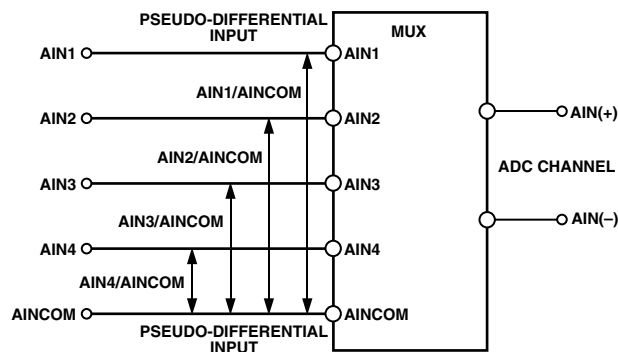 PSEUDO-DIFFERENTIAL
INPUT
MUX
AIN1
AIN1
AIN1/AINCOM
AIN2
AIN2
AIN(+)
AIN2/AINCOM
ADC CHANNEL
AIN3
AIN3
AIN3/AINCOM
AIN(–)
AIN4
AIN4
AIN4/AINCOM
AINCOM
AINCOM
PSEUDO-DIFFERENTIAL
INPUT